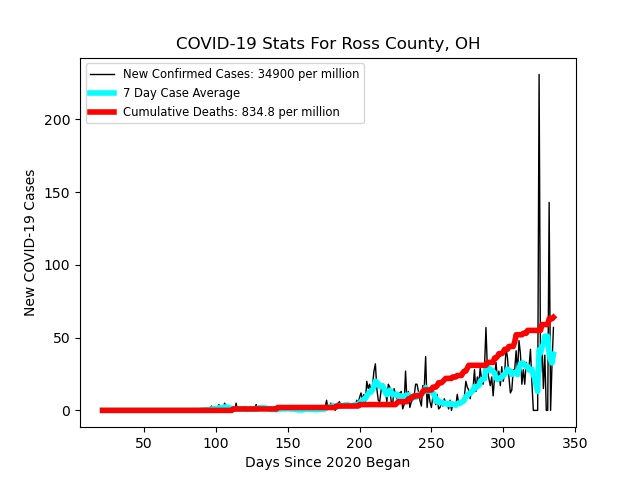 COVID-19 Stats For Ross County, OH
New Confirmed Cases: 34900 per million
7 Day Case Average
Cumulative Deaths: 834.8 per million
New COVID-19 Cases
200
150
100
50
0
50 100 150 200 250 300 350
Days Since 2020 Began